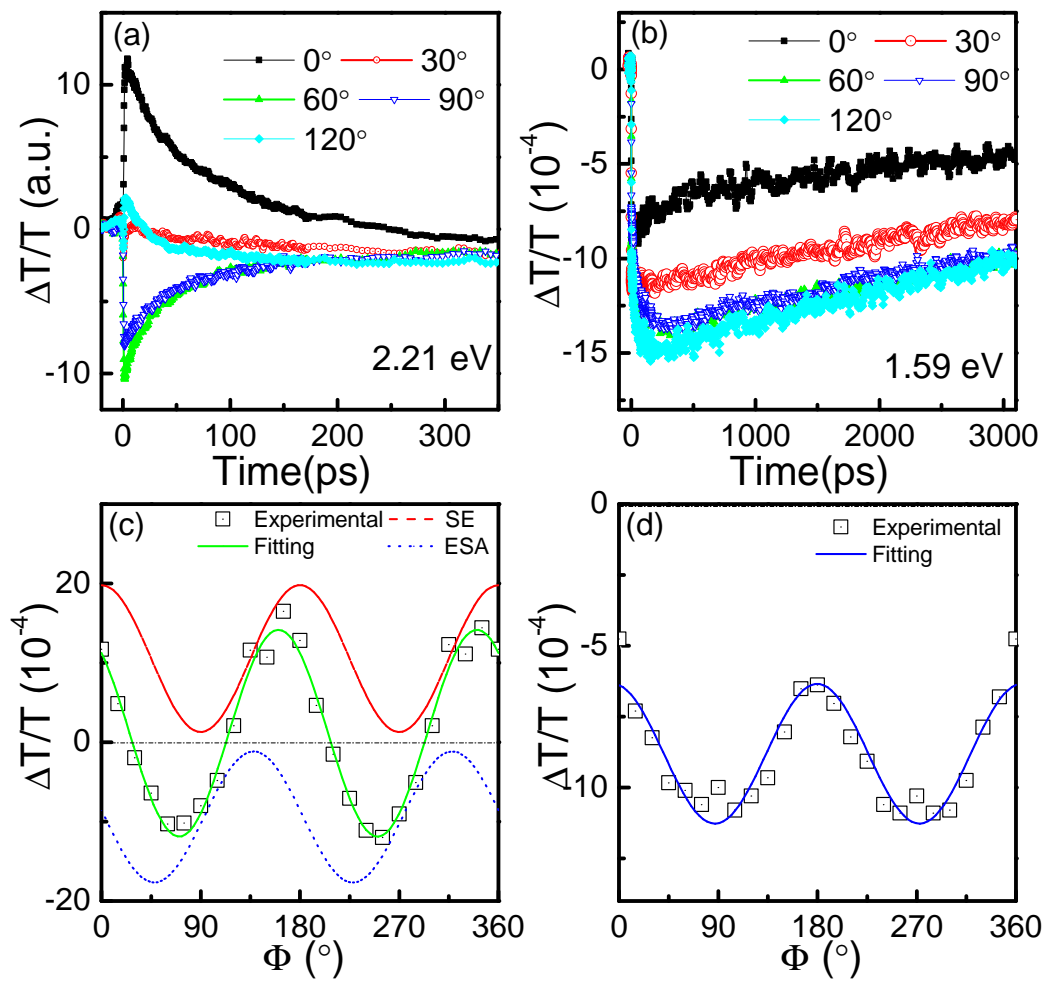 (a)
0° 30°
60° 90°
120°
2.21 eV
10
0
-10
ΔT/T (a.u.)
0 100 200 300
Time(ps)
(b)
0° 30°
60° 90°
120°
1.59 eV
0
-5
-10
-15
ΔT/T (10⁻⁴)
0 1000 2000 3000
Time(ps)
(c)
Experimental SE
Fitting ESA
20
0
-20
ΔT/T (10⁻⁴)
0 90 180 270 360
Φ (°)
(d)
Experimental
Fitting
0
-5
-10
ΔT/T (10⁻⁴)
0 90 180 270 360
Φ (°)